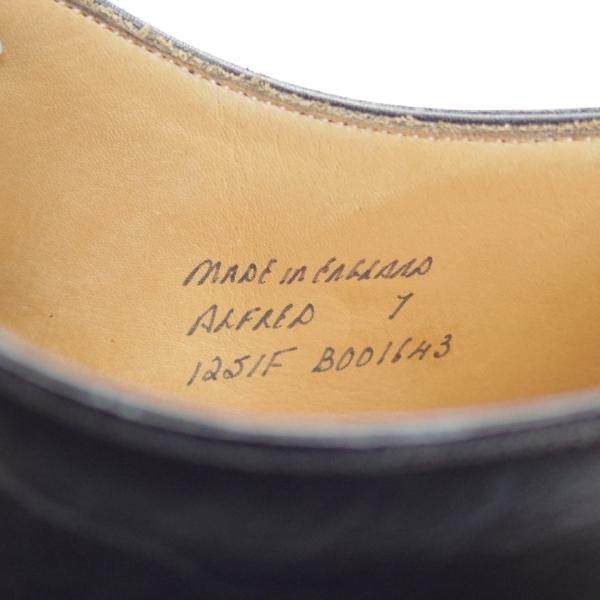 MADE IN ENGLAND
ALFRED 7
1251F B001643